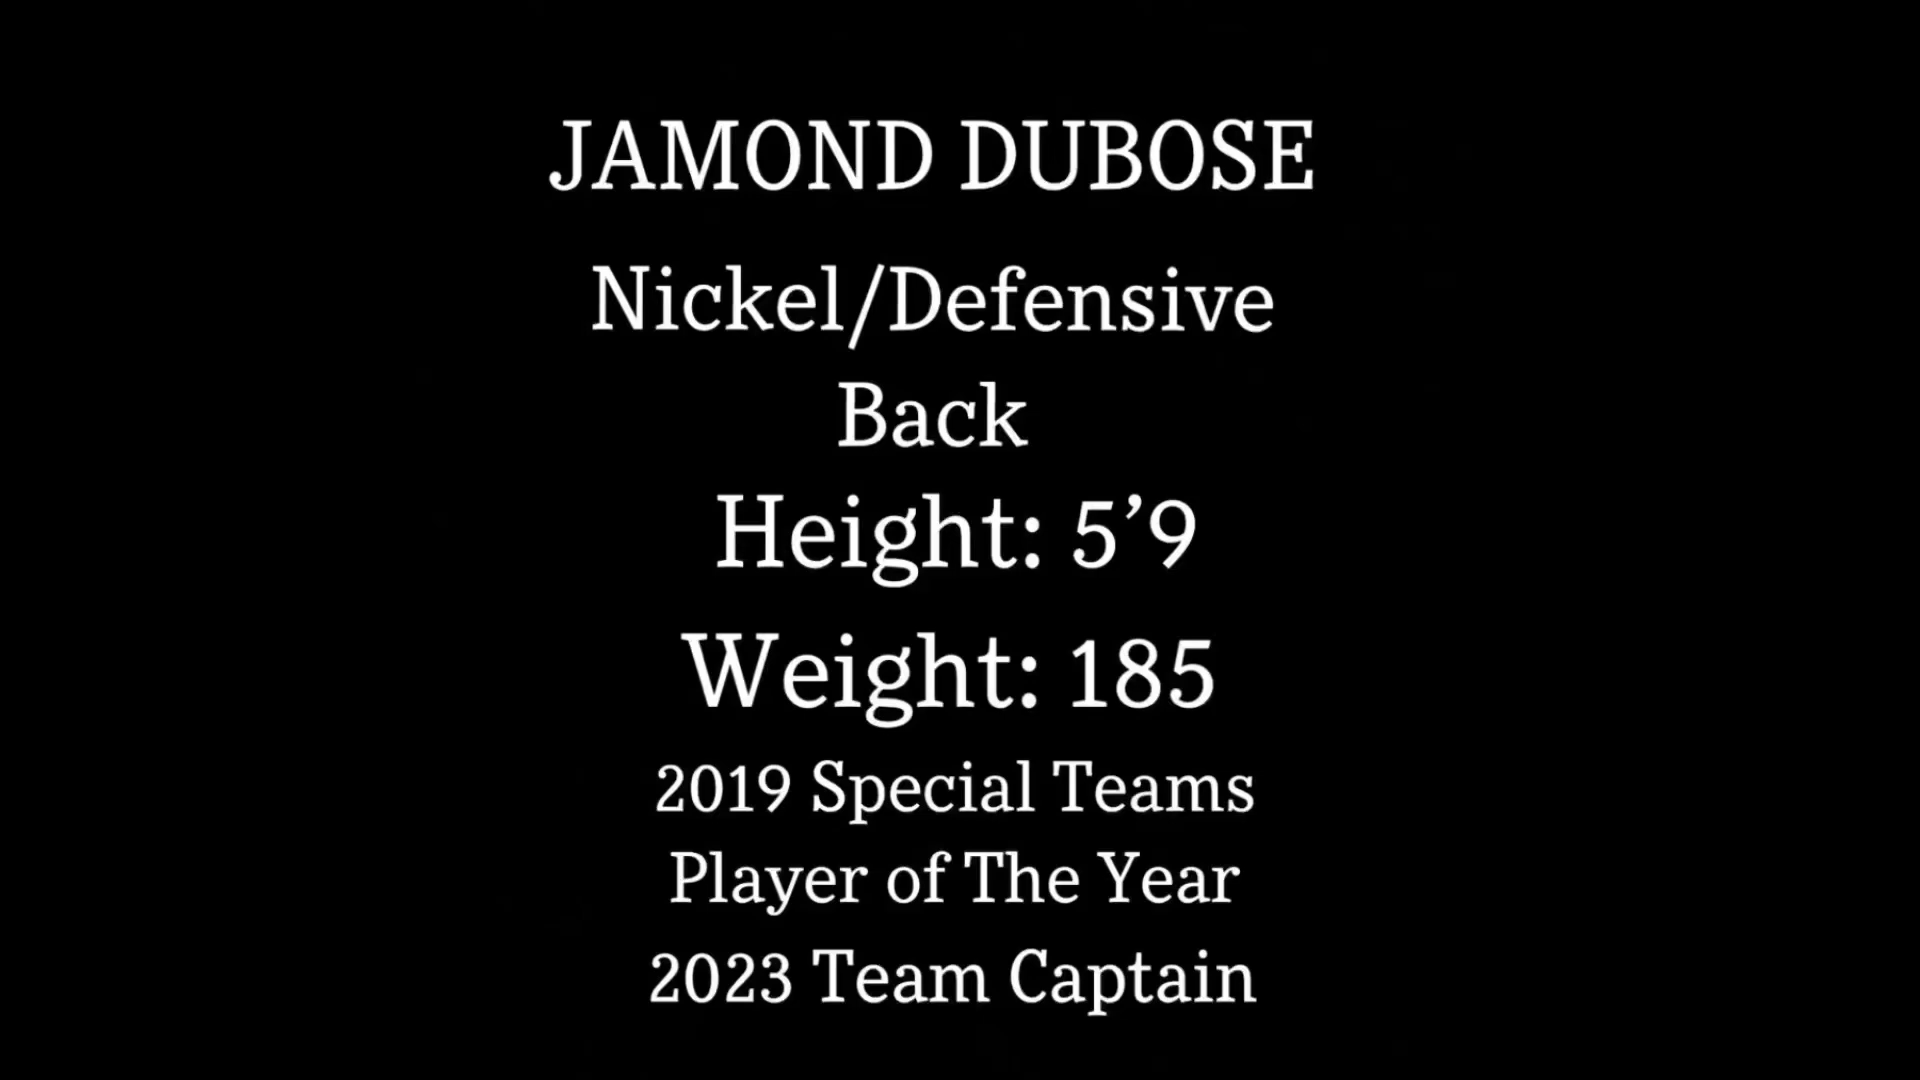 JAMOND DUBOSE
Nickel/Defensive
Back
Height: 5’9
Weight: 185
2019 Special Teams
Player of The Year
2023 Team Captain